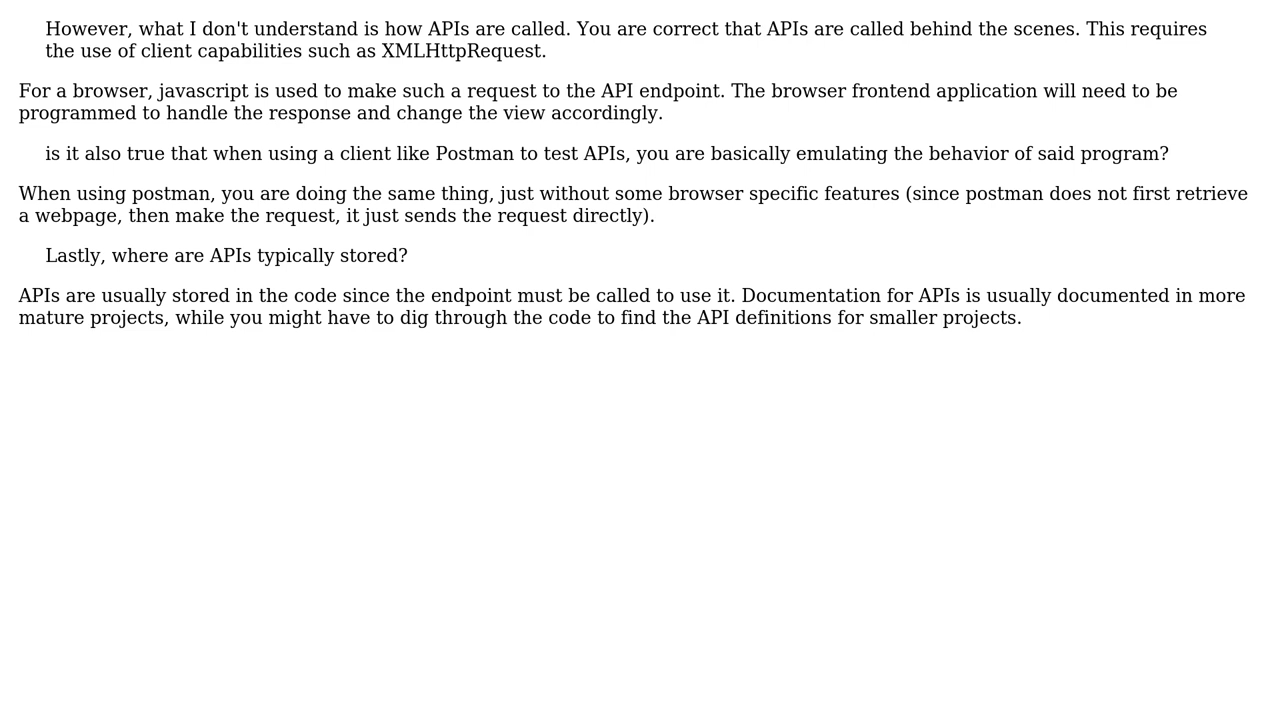 However, what I don't understand is how APIs are called. You are correct that APIs are called behind the scenes. This requires
the use of client capabilities such as XMLHttpRequest.
For a browser, javascript is used to make such a request to the API endpoint. The browser frontend application will need to be
programmed to handle the response and change the view accordingly.
is it also true that when using a client like Postman to test APIs, you are basically emulating the behavior of said program?
When using postman, you are doing the same thing, just without some browser specific features (since postman does not first retrieve
a webpage, then make the request, it just sends the request directly).
Lastly, where are APIs typically stored?
APIs are usually stored in the code since the endpoint must be called to use it. Documentation for APIs is usually documented in more
mature projects, while you might have to dig through the code to find the API definitions for smaller projects.